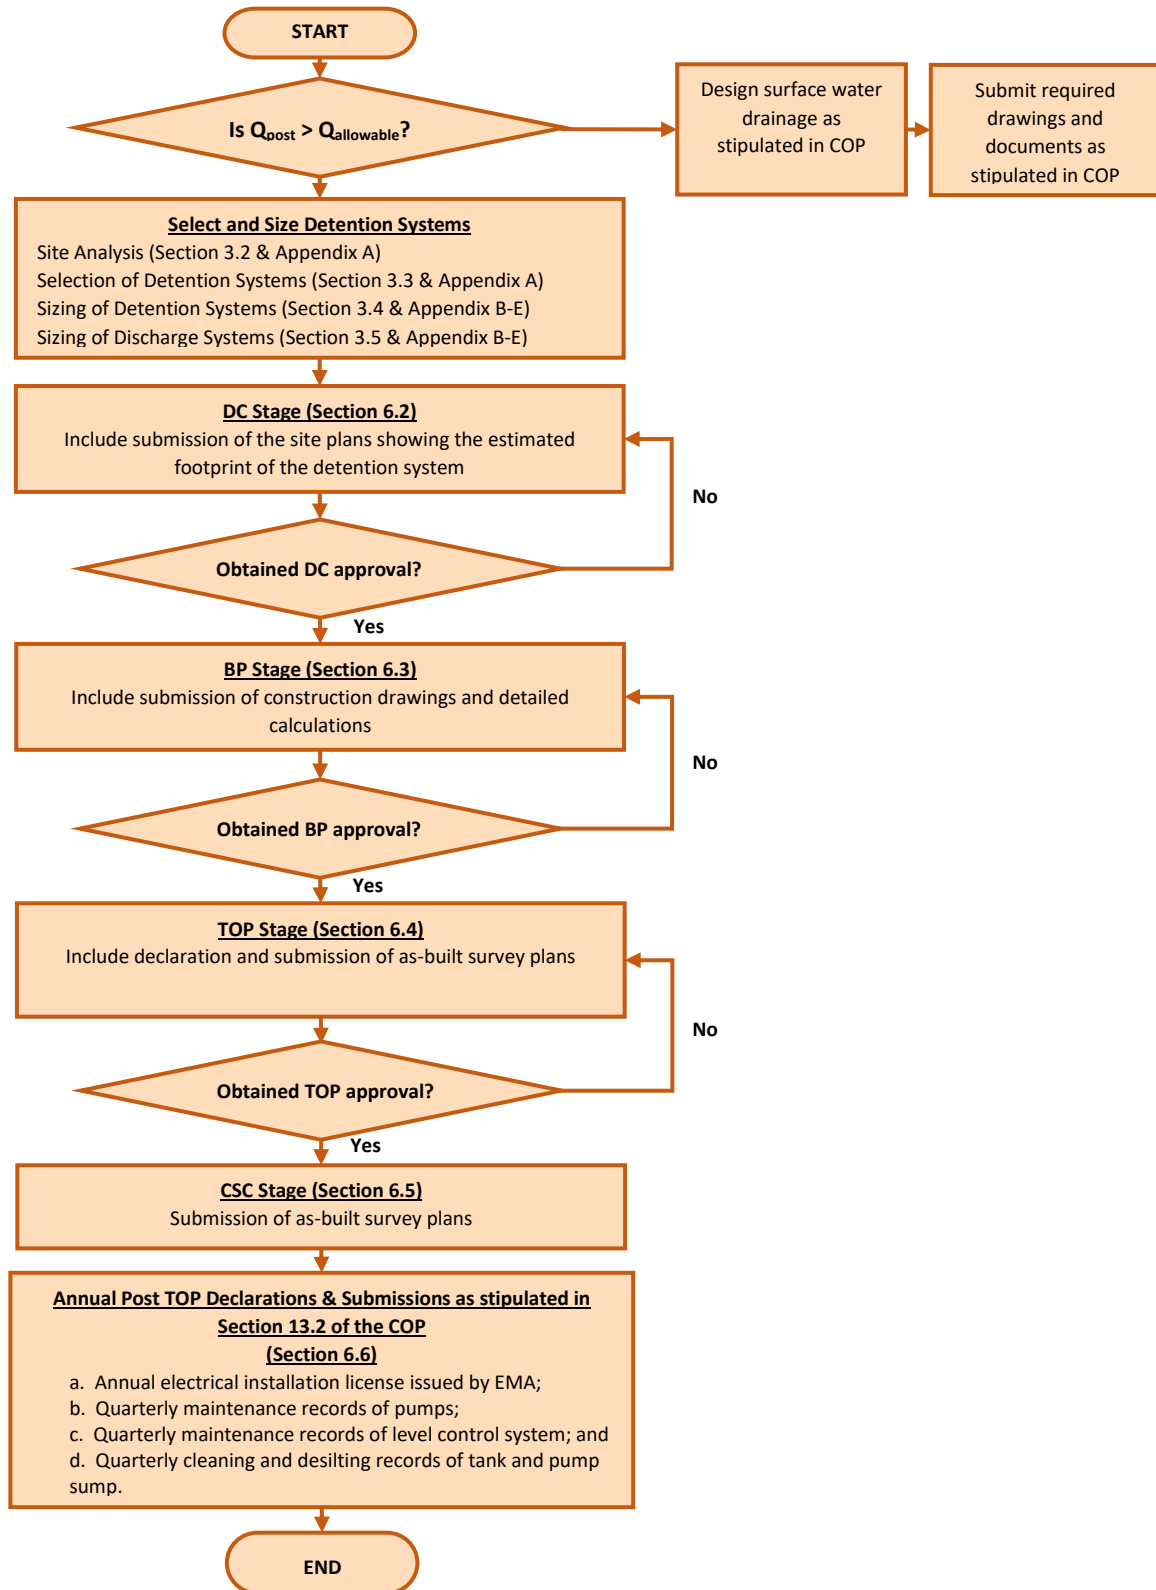 START
Is Qpost > Qallowable?
Design surface water
drainage as
stipulated in COP
Submit required
drawings and
documents as
stipulated in COP
Select and Size Detention Systems
Site Analysis (Section 3.2 & Appendix A)
Selection of Detention Systems (Section 3.3 & Appendix A)
Sizing of Detention Systems (Section 3.4 & Appendix B-E)
Sizing of Discharge Systems (Section 3.5 & Appendix B-E)
DC Stage (Section 6.2)
Include submission of the site plans showing the estimated
footprint of the detention system
No
Obtained DC approval?
Yes
BP Stage (Section 6.3)
Include submission of construction drawings and detailed
calculations
No
Obtained BP approval?
Yes
TOP Stage (Section 6.4)
Include declaration and submission of as-built survey plans
No
Obtained TOP approval?
Yes
CSC Stage (Section 6.5)
Submission of as-built survey plans
Annual Post TOP Declarations & Submissions as stipulated in
Section 13.2 of the COP
(Section 6.6)
a. Annual electrical installation license issued by EMA;
b. Quarterly maintenance records of pumps;
c. Quarterly maintenance records of level control system; and
d. Quarterly cleaning and desilting records of tank and pump
sump.
END